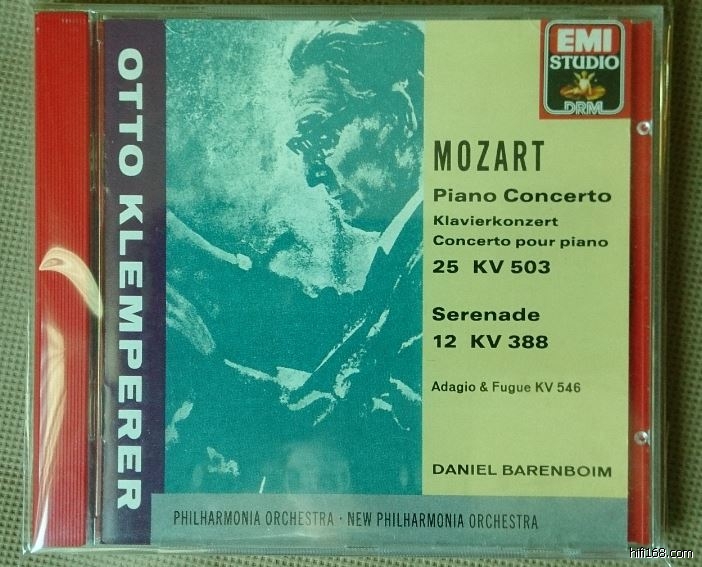 OTTO KLEMPERER
EMI
STUDIO
DRM
MOZART
Piano Concerto
Klavierkonzert
Concerto pour piano
25 KV 503
Serenade
12 KV 388
Adagio & Fugue KV 546
DANIEL BARENBOIM
PHILHARMONIA ORCHESTRA · NEW PHILHARMONIA ORCHESTRA
hifi168.com